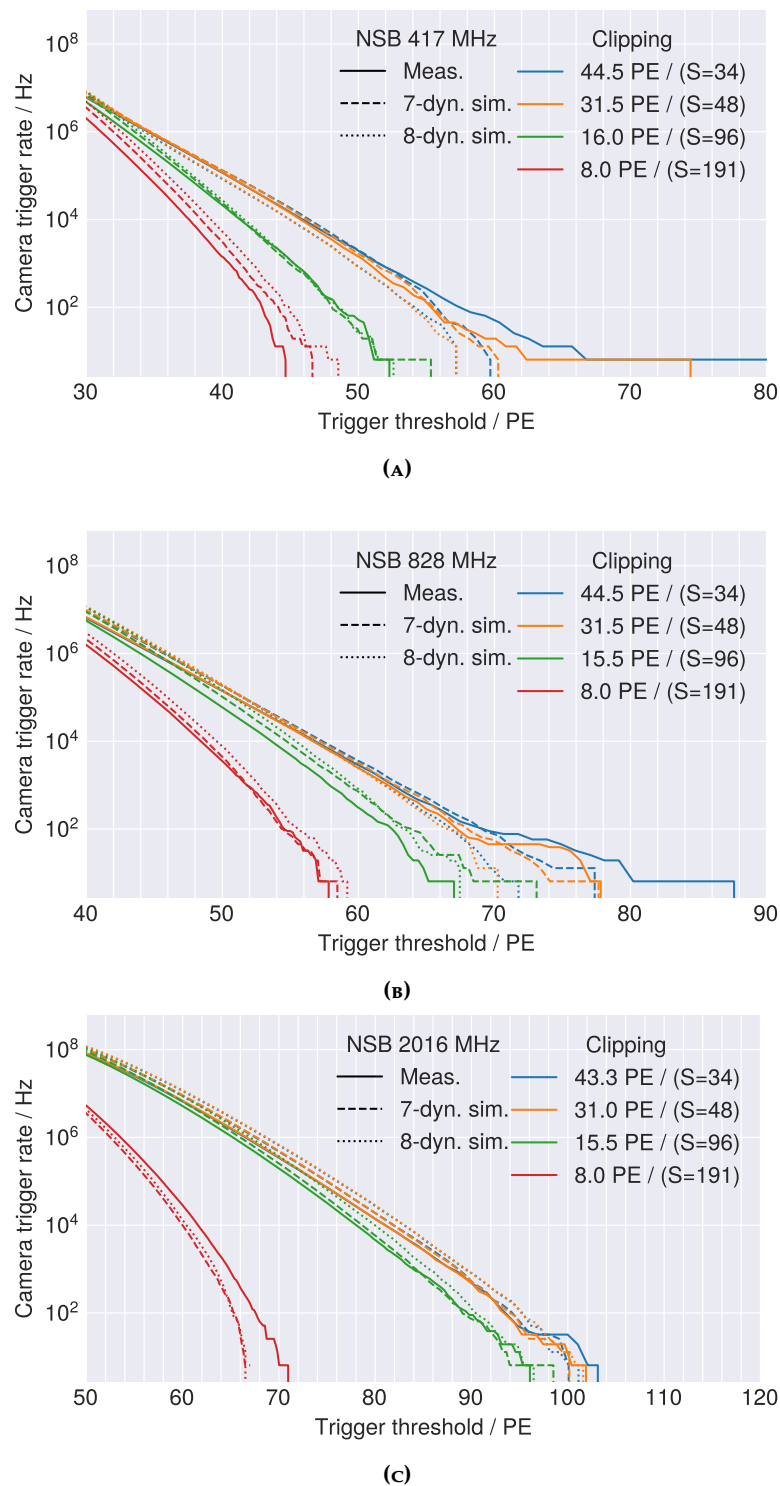 10^8
10^6
10^4
10^2
Camera trigger rate / Hz
NSB 417 MHz
Meas.
7-dyn. sim.
8-dyn. sim.
Clipping
44.5 PE / (S=34)
31.5 PE / (S=48)
16.0 PE / (S=96)
8.0 PE / (S=191)
30 40 50 60 70 80
Trigger threshold / PE
(A)
10^8
10^6
10^4
10^2
Camera trigger rate / Hz
NSB 828 MHz
Meas.
7-dyn. sim.
8-dyn. sim.
Clipping
44.5 PE / (S=34)
31.5 PE / (S=48)
15.5 PE / (S=96)
8.0 PE / (S=191)
40 50 60 70 80 90
Trigger threshold / PE
(B)
10^8
10^6
10^4
10^2
Camera trigger rate / Hz
NSB 2016 MHz
Meas.
7-dyn. sim.
8-dyn. sim.
Clipping
43.3 PE / (S=34)
31.0 PE / (S=48)
15.5 PE / (S=96)
8.0 PE / (S=191)
50 60 70 80 90 100 110 120
Trigger threshold / PE
(C)